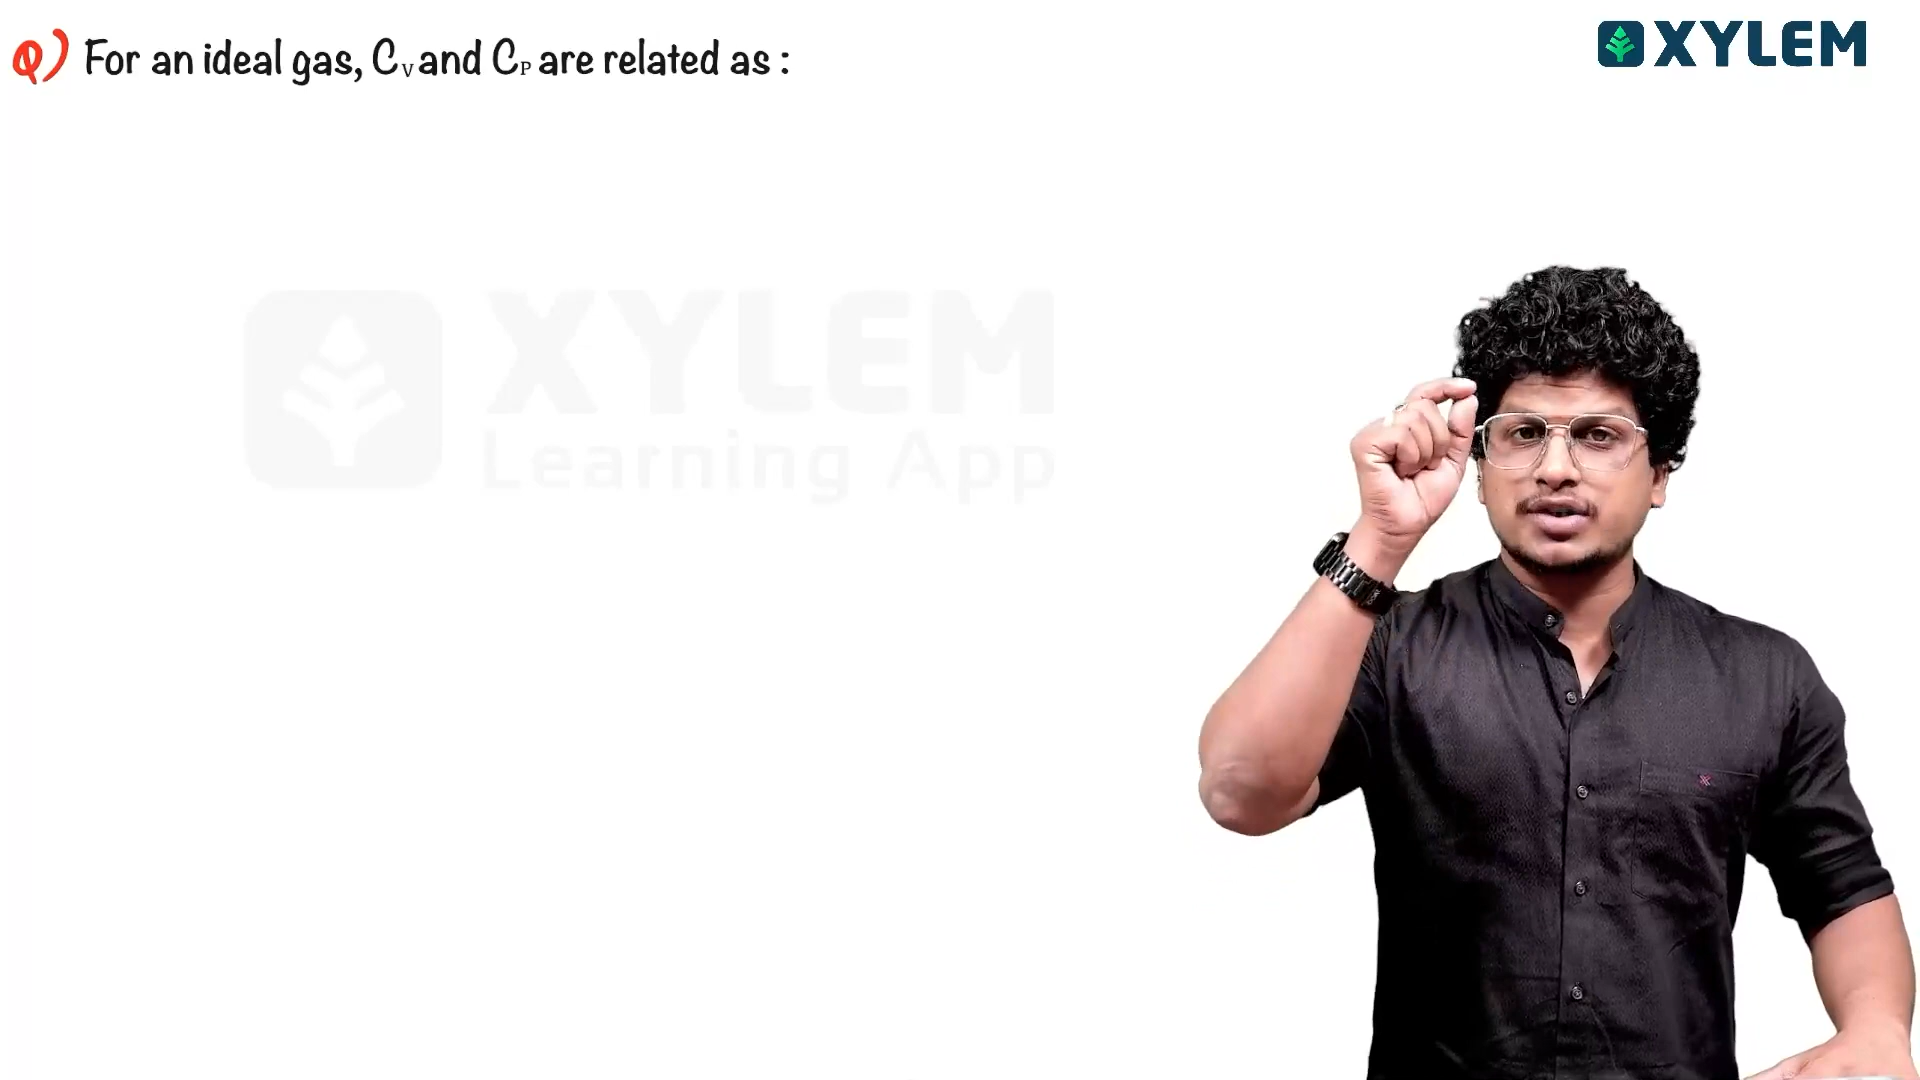 Q) For an ideal gas, Cv and CP are related as :
XYLEM
XYLEM
Learning App